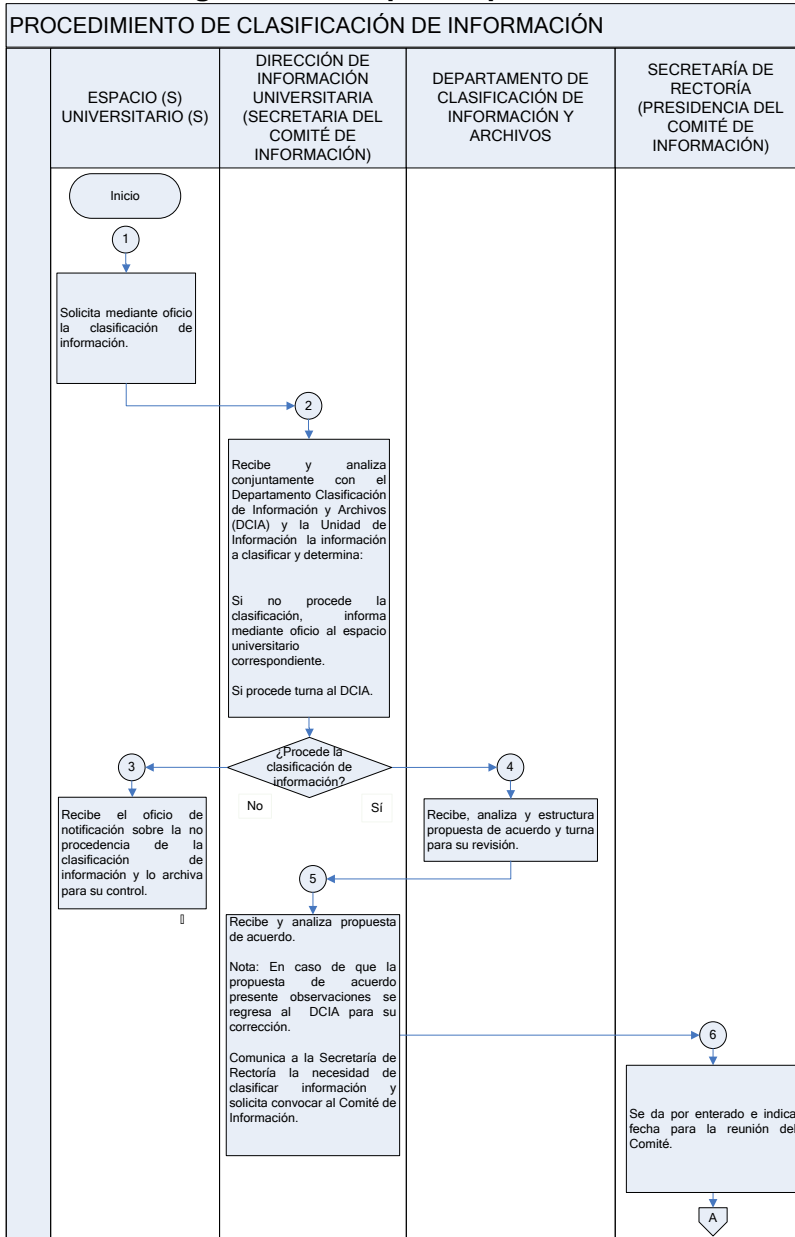 PROCEDIMIENTO DE CLASIFICACIÓN DE INFORMACIÓN
ESPACIO (S)
UNIVERSITARIO (S)
DIRECCIÓN DE
INFORMACIÓN
UNIVERSITARIA
(SECRETARIA DEL
COMITÉ DE
INFORMACIÓN)
DEPARTAMENTO DE
CLASIFICACIÓN DE
INFORMACIÓN Y
ARCHIVOS
SECRETARÍA DE
RECTORÍA
(PRESIDENCIA DEL
COMITÉ DE
INFORMACIÓN)
Inicio
1
Solicita mediante oficio
la clasificación de
información.
2
Recibe y analiza
conjuntamente con el
Departamento Clasificación
de Información y Archivos
(DCIA) y la Unidad de
Información la información
a clasificar y determina:
Si no procede la
clasificación, informa
mediante oficio al espacio
universitario
correspondiente.
Si procede turna al DCIA.
¿Procede la
clasificación de
información?
No
Sí
3
Recibe el oficio de
notificación sobre la no
procedencia de la
clasificación de
información y lo archiva
para su control.
4
Recibe, analiza y estructura
propuesta de acuerdo y turna
para su revisión.
5
Recibe y analiza propuesta
de acuerdo.
Nota: En caso de que la
propuesta de acuerdo
presente observaciones se
regresa al DCIA para su
corrección.
Comunica a la Secretaría de
Rectoría la necesidad de
clasificar información y
solicita convocar al Comité de
Información.
6
Se da por enterado e indica
fecha para la reunión del
Comité.
A